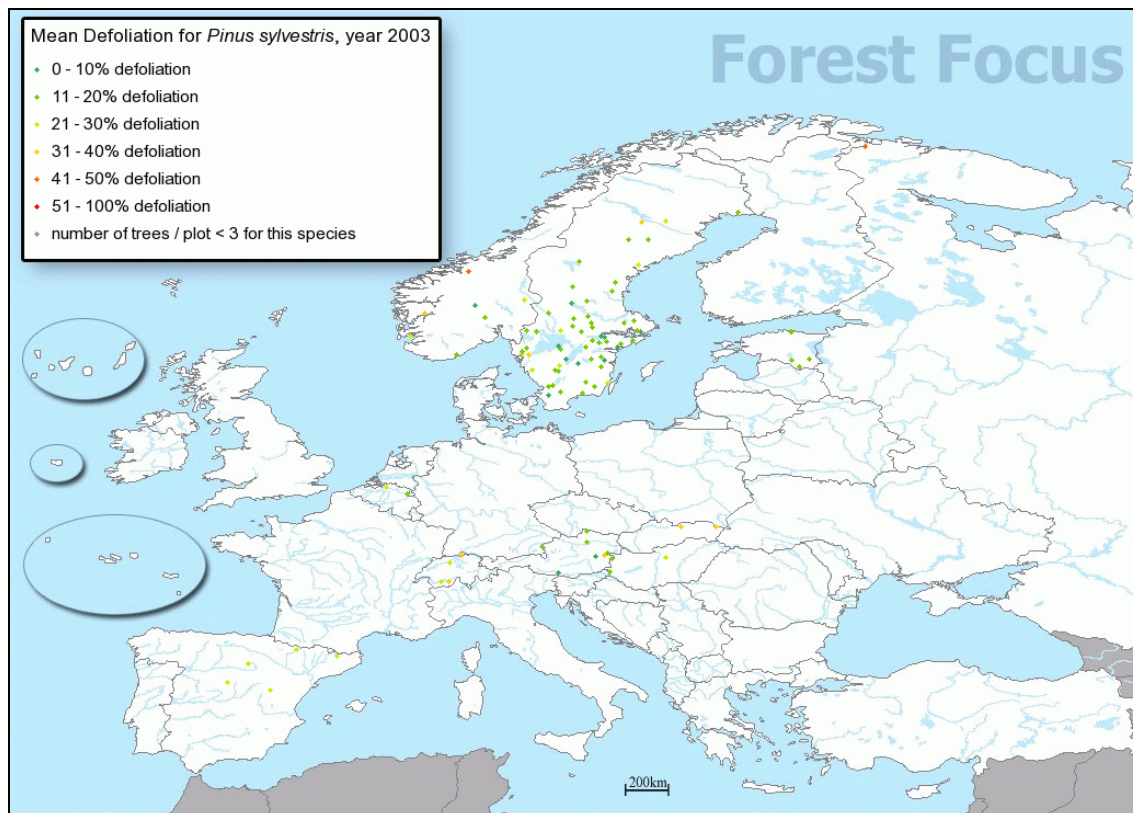 Mean Defoliation for Pinus sylvestris, year 2003
0 - 10% defoliation
11 - 20% defoliation
21 - 30% defoliation
31 - 40% defoliation
41 - 50% defoliation
51 - 100% defoliation
number of trees / plot < 3 for this species
Forest Focus
200km